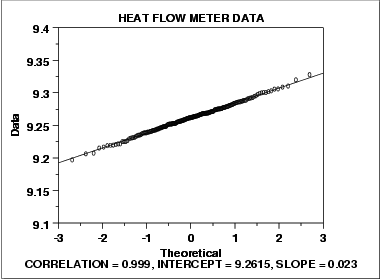 HEAT FLOW METER DATA
9.4
9.35
9.3
9.25
9.2
9.15
9.1
Data
-3 -2 -1 0 1 2 3
Theoretical
CORRELATION = 0.999, INTERCEPT = 9.2615, SLOPE = 0.023